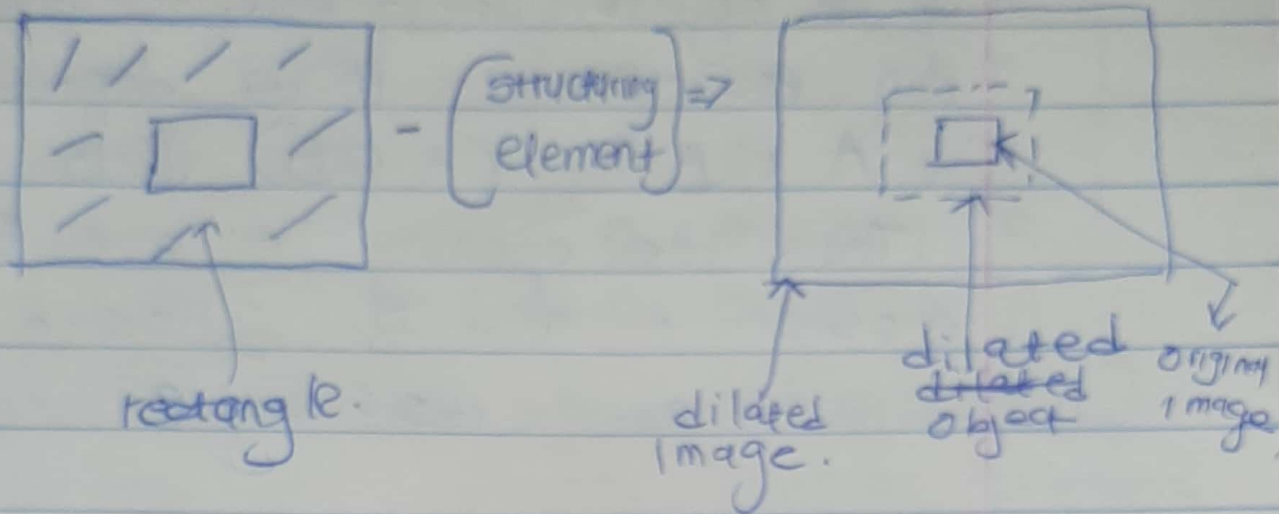 - (structuring element) =>
rectangle.
dilated image.
dilated
dilated
object
original image